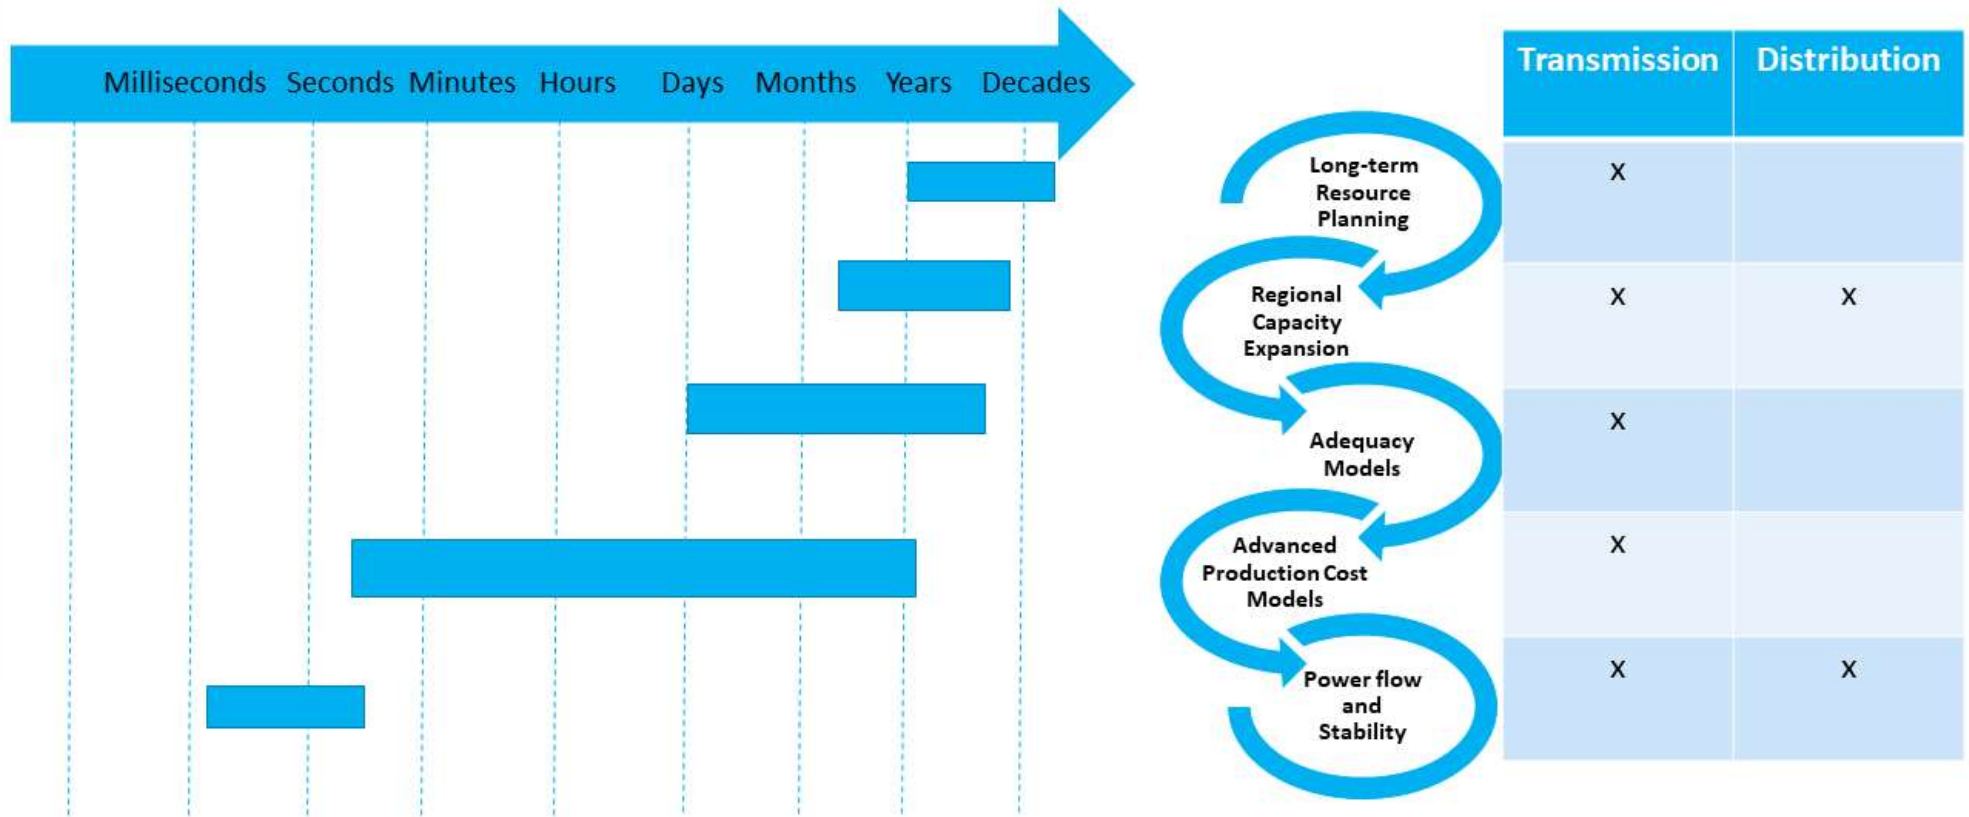 Milliseconds Seconds Minutes Hours Days Months Years Decades
Transmission Distribution
Long-term
Resource
Planning
X
Regional
Capacity
Expansion
X X
Adequacy
Models
X
Advanced
Production Cost
Models
X
Power flow
and
Stability
X X